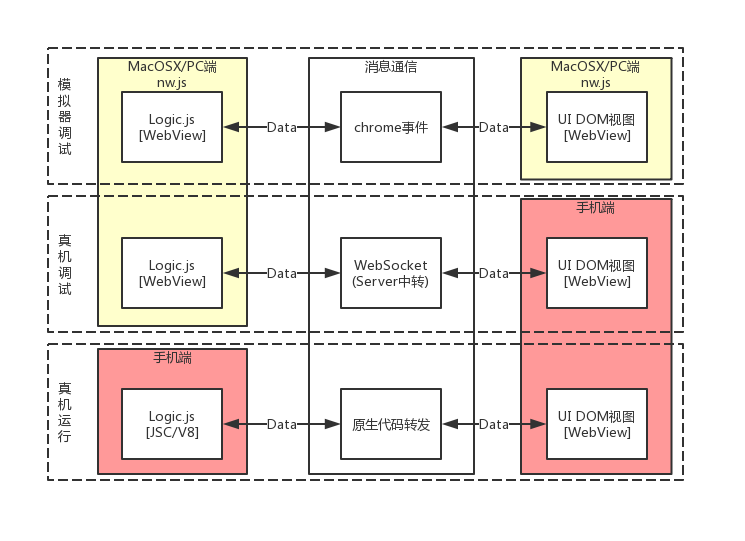 模
拟
器
调
试
MacOSX/PC端
nw.js
Logic.js
[WebView]
Data
消息通信
chrome事件
Data
MacOSX/PC端
nw.js
UI DOM视图
[WebView]
真
机
调
试
Logic.js
[WebView]
Data
WebSocket
(Server中转)
Data
手机端
UI DOM视图
[WebView]
真
机
运
行
手机端
Logic.js
[JSC/V8]
Data
原生代码转发
Data
UI DOM视图
[WebView]